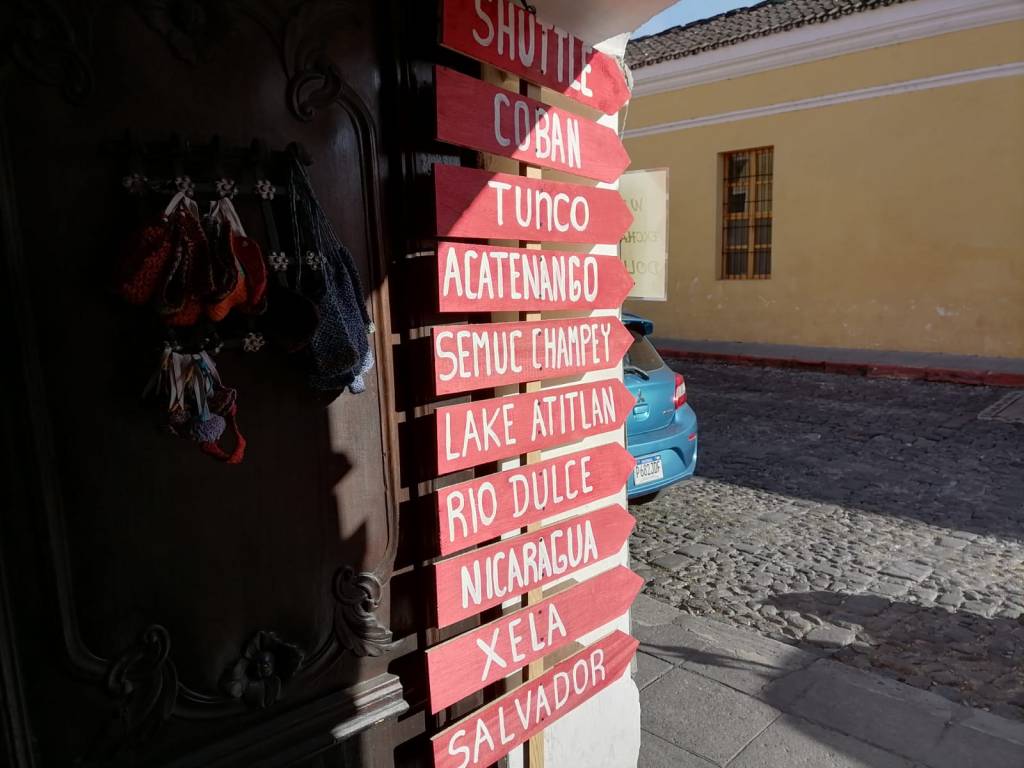 SHUTTLE
COBAN
TUNCO
ACATENANGO
SEMUC CHAMPEY
LAKE ATITLAN
RIO DULCE
NICARAGUA
XELA
SALVADOR